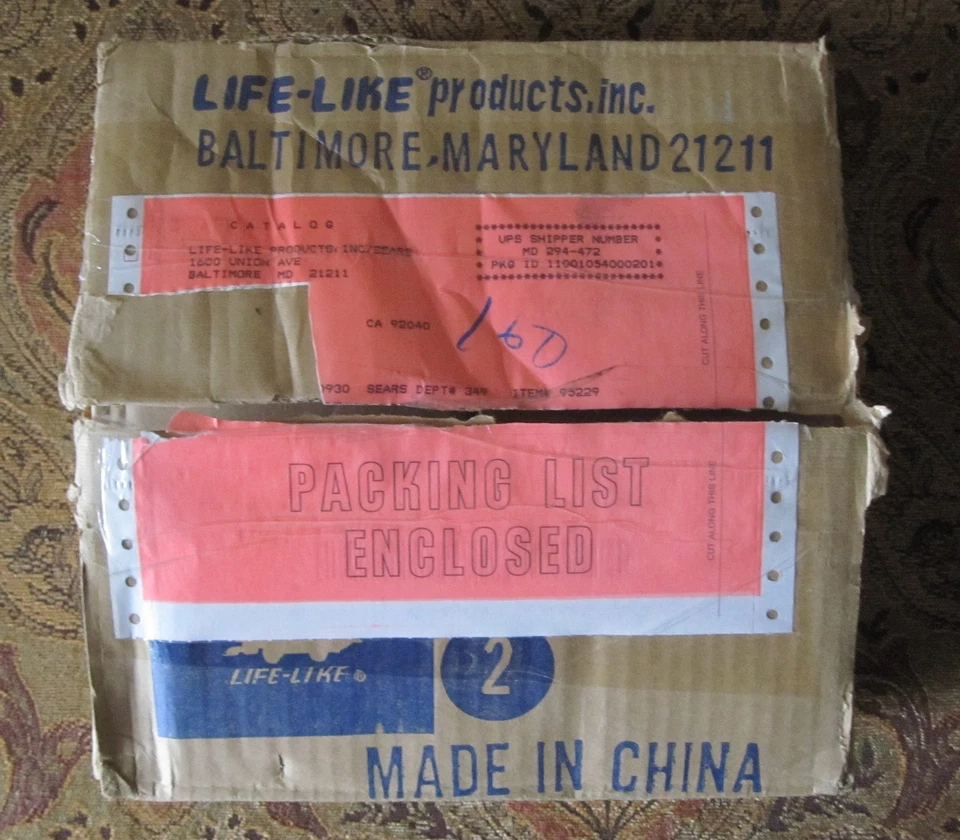 LIFE-LIKE® products, inc.
BALTIMORE, MARYLAND 21211
CATALOG
LIFE-LIKE PRODUCTS, INC/SEARS
1600 UNION AVE
BALTIMORE MD 21211
UPS SHIPPER NUMBER
MD 294-472
PKG ID 11901054000201
CA 92040
CUT ALONG THIS LINE
930 SEARS DEPT# 349 ITEM# 95229
PACKING LIST
ENCLOSED
CUT ALONG THIS LINE
LIFE-LIKE®
2
MADE IN CHINA